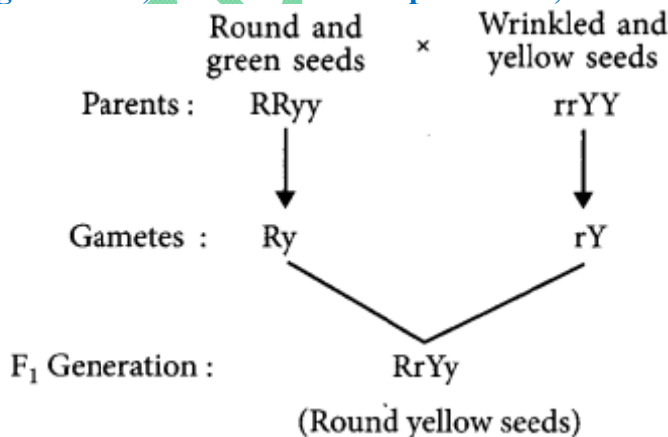 Round and green seeds × Wrinkled and yellow seeds
Parents : RRyy rrYY
Gametes : Ry rY
F₁ Generation : RrYy
(Round yellow seeds)